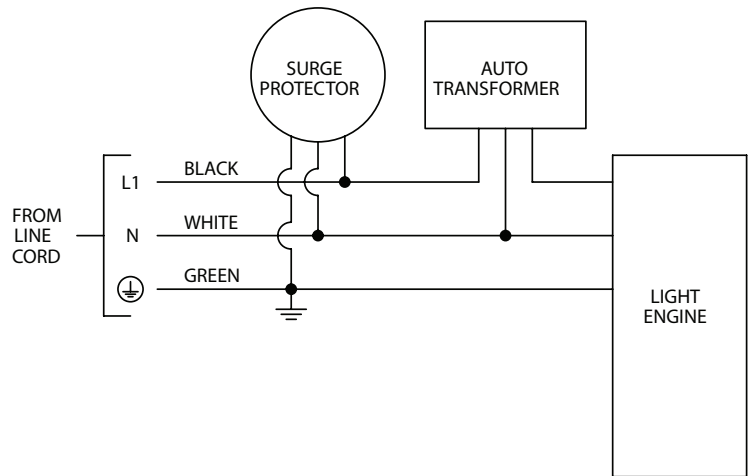 SURGE
PROTECTOR
AUTO
TRANSFORMER
FROM
LINE
CORD
L1
BLACK
N
WHITE
GREEN
LIGHT
ENGINE